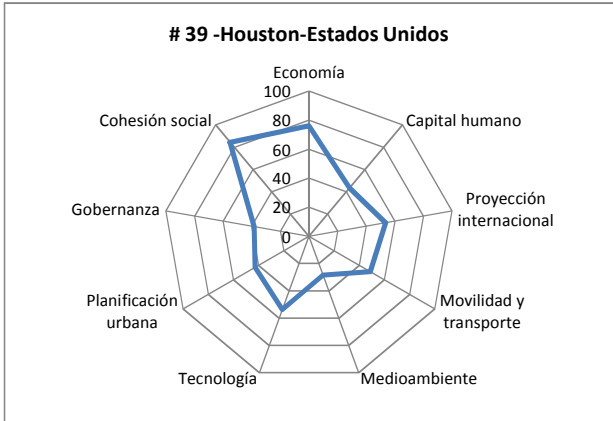 # 39 -Houston-Estados Unidos
Economía
100
80
60
40
20
0
Capital humano
Proyección
internacional
Movilidad y
transporte
Medioambiente
Tecnología
Planificación
urbana
Gobernanza
Cohesión social